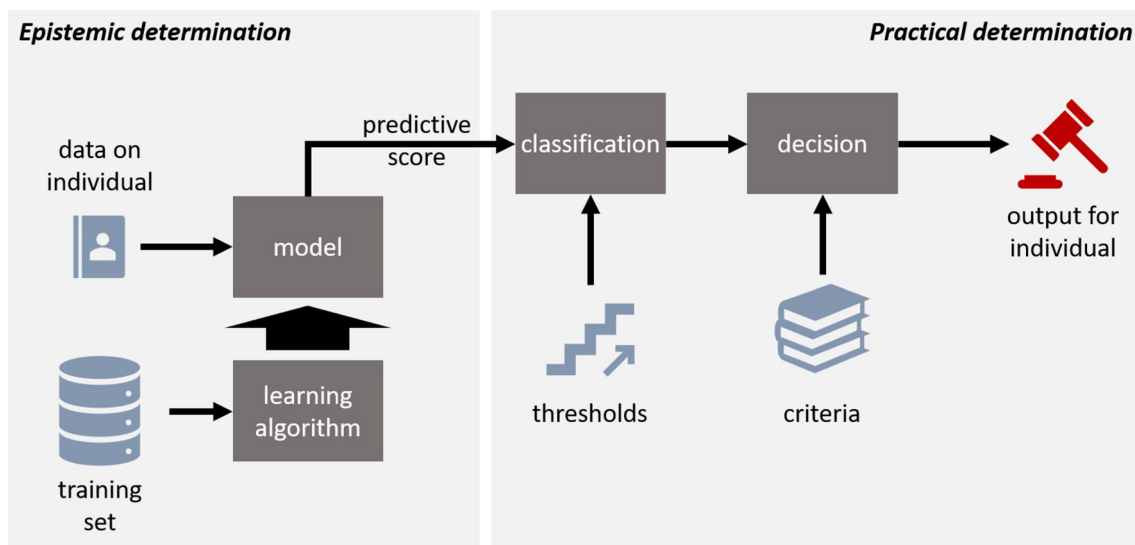 Epistemic determination
Practical determination
data on
individual
predictive
score
model
learning
algorithm
training
set
classification
decision
thresholds
criteria
output for
individual